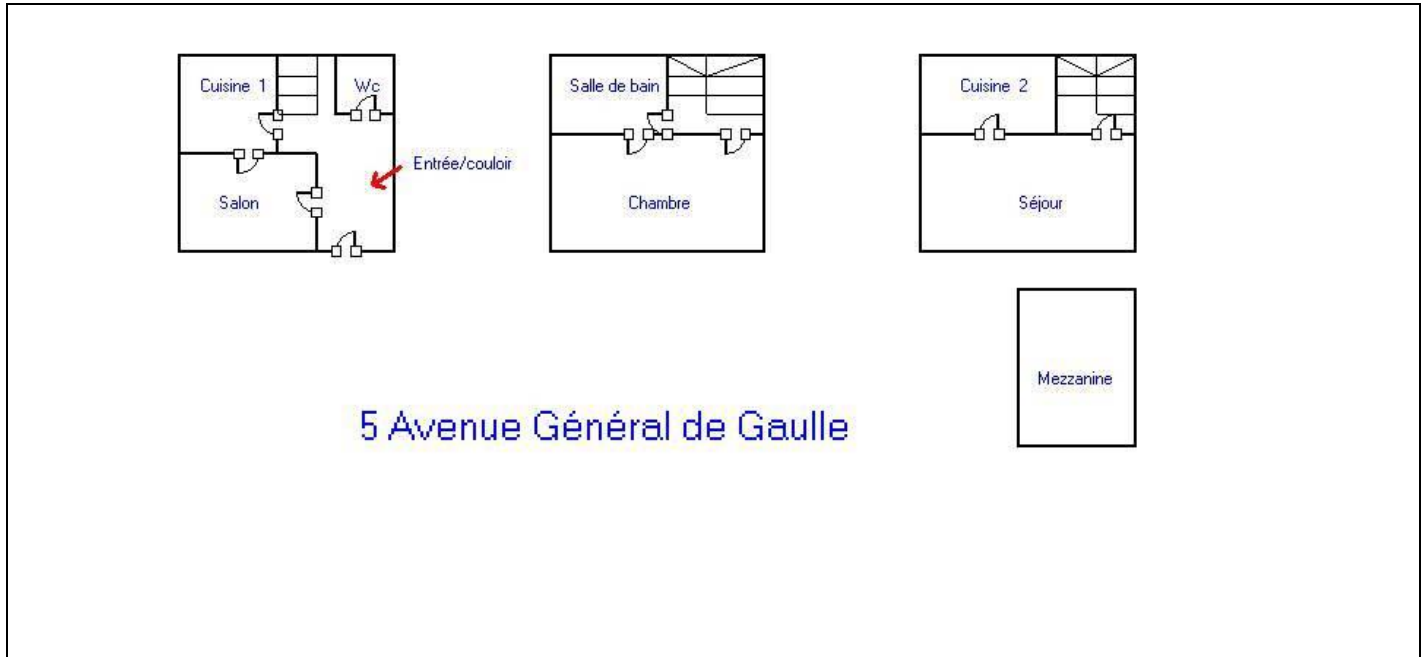 Cuisine 1
Wc
Entrée/couloir
Salon
Salle de bain
Chambre
Cuisine 2
Séjour
Mezzanine
5 Avenue Général de Gaulle